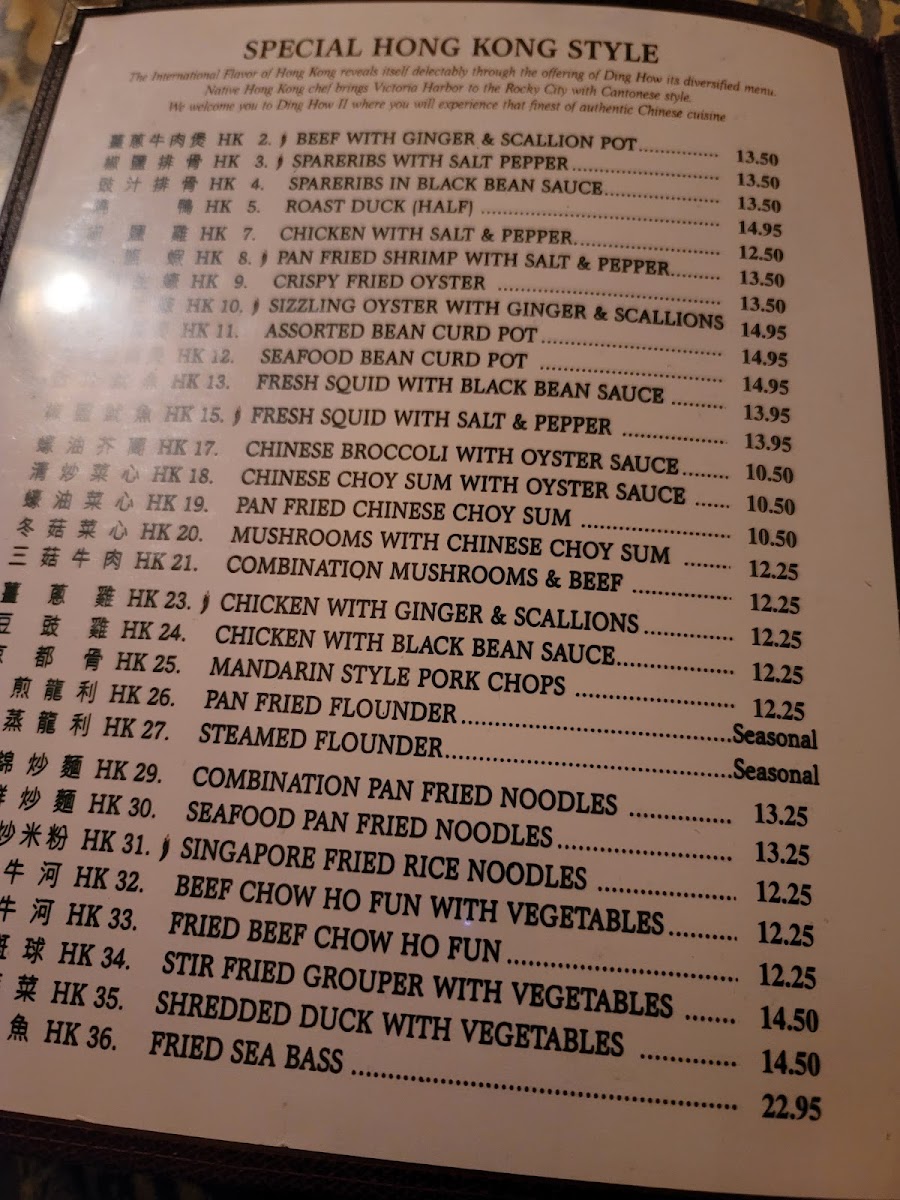 SPECIAL HONG KONG STYLE
The International Flavor of Hong Kong reveals itself delectably through the offering of Ding How its diversified menu.
Native Hong Kong chef brings Victoria Harbor to the Rocky City with Cantonese style.
We welcome you to Ding How II where you will experience that finest of authentic Chinese cuisine
薑蔥牛肉煲 HK 2. BEEF WITH GINGER & SCALLION POT 13.50
椒鹽排骨 HK 3. SPARERIBS WITH SALT PEPPER 13.50
豉汁排骨 HK 4. SPARERIBS IN BLACK BEAN SAUCE 13.50
鴨 HK 5. ROAST DUCK (HALF) 14.95
鹽雞 HK 7. CHICKEN WITH SALT & PEPPER 12.50
蝦 HK 8. PAN FRIED SHRIMP WITH SALT & PEPPER 13.50
HK 9. CRISPY FRIED OYSTER 13.50
HK 10. SIZZLING OYSTER WITH GINGER & SCALLIONS 14.95
HK 11. ASSORTED BEAN CURD POT 14.95
HK 12. SEAFOOD BEAN CURD POT 14.95
HK 13. FRESH SQUID WITH BLACK BEAN SAUCE 13.95
魷魚 HK 15. FRESH SQUID WITH SALT & PEPPER 13.95
蠔油芥蘭 HK 17. CHINESE BROCCOLI WITH OYSTER SAUCE 10.50
清炒菜心 HK 18. CHINESE CHOY SUM WITH OYSTER SAUCE 10.50
蠔油菜心 HK 19. PAN FRIED CHINESE CHOY SUM 10.50
冬菇菜心 HK 20. MUSHROOMS WITH CHINESE CHOY SUM 12.25
三菇牛肉 HK 21. COMBINATION MUSHROOMS & BEEF 12.25
薑蔥雞 HK 23. CHICKEN WITH GINGER & SCALLIONS 12.25
豆豉雞 HK 24. CHICKEN WITH BLACK BEAN SAUCE 12.25
京都骨 HK 25. MANDARIN STYLE PORK CHOPS 12.25
煎龍利 HK 26. PAN FRIED FLOUNDER Seasonal
蒸龍利 HK 27. STEAMED FLOUNDER Seasonal
錦炒麵 HK 29. COMBINATION PAN FRIED NOODLES 13.25
鮮炒麵 HK 30. SEAFOOD PAN FRIED NOODLES 13.25
炒米粉 HK 31. SINGAPORE FRIED RICE NOODLES 12.25
牛河 HK 32. BEEF CHOW HO FUN WITH VEGETABLES 12.25
牛河 HK 33. FRIED BEEF CHOW HO FUN 12.25
球 HK 34. STIR FRIED GROUPER WITH VEGETABLES 14.50
菜 HK 35. SHREDDED DUCK WITH VEGETABLES 14.50
魚 HK 36. FRIED SEA BASS 22.95